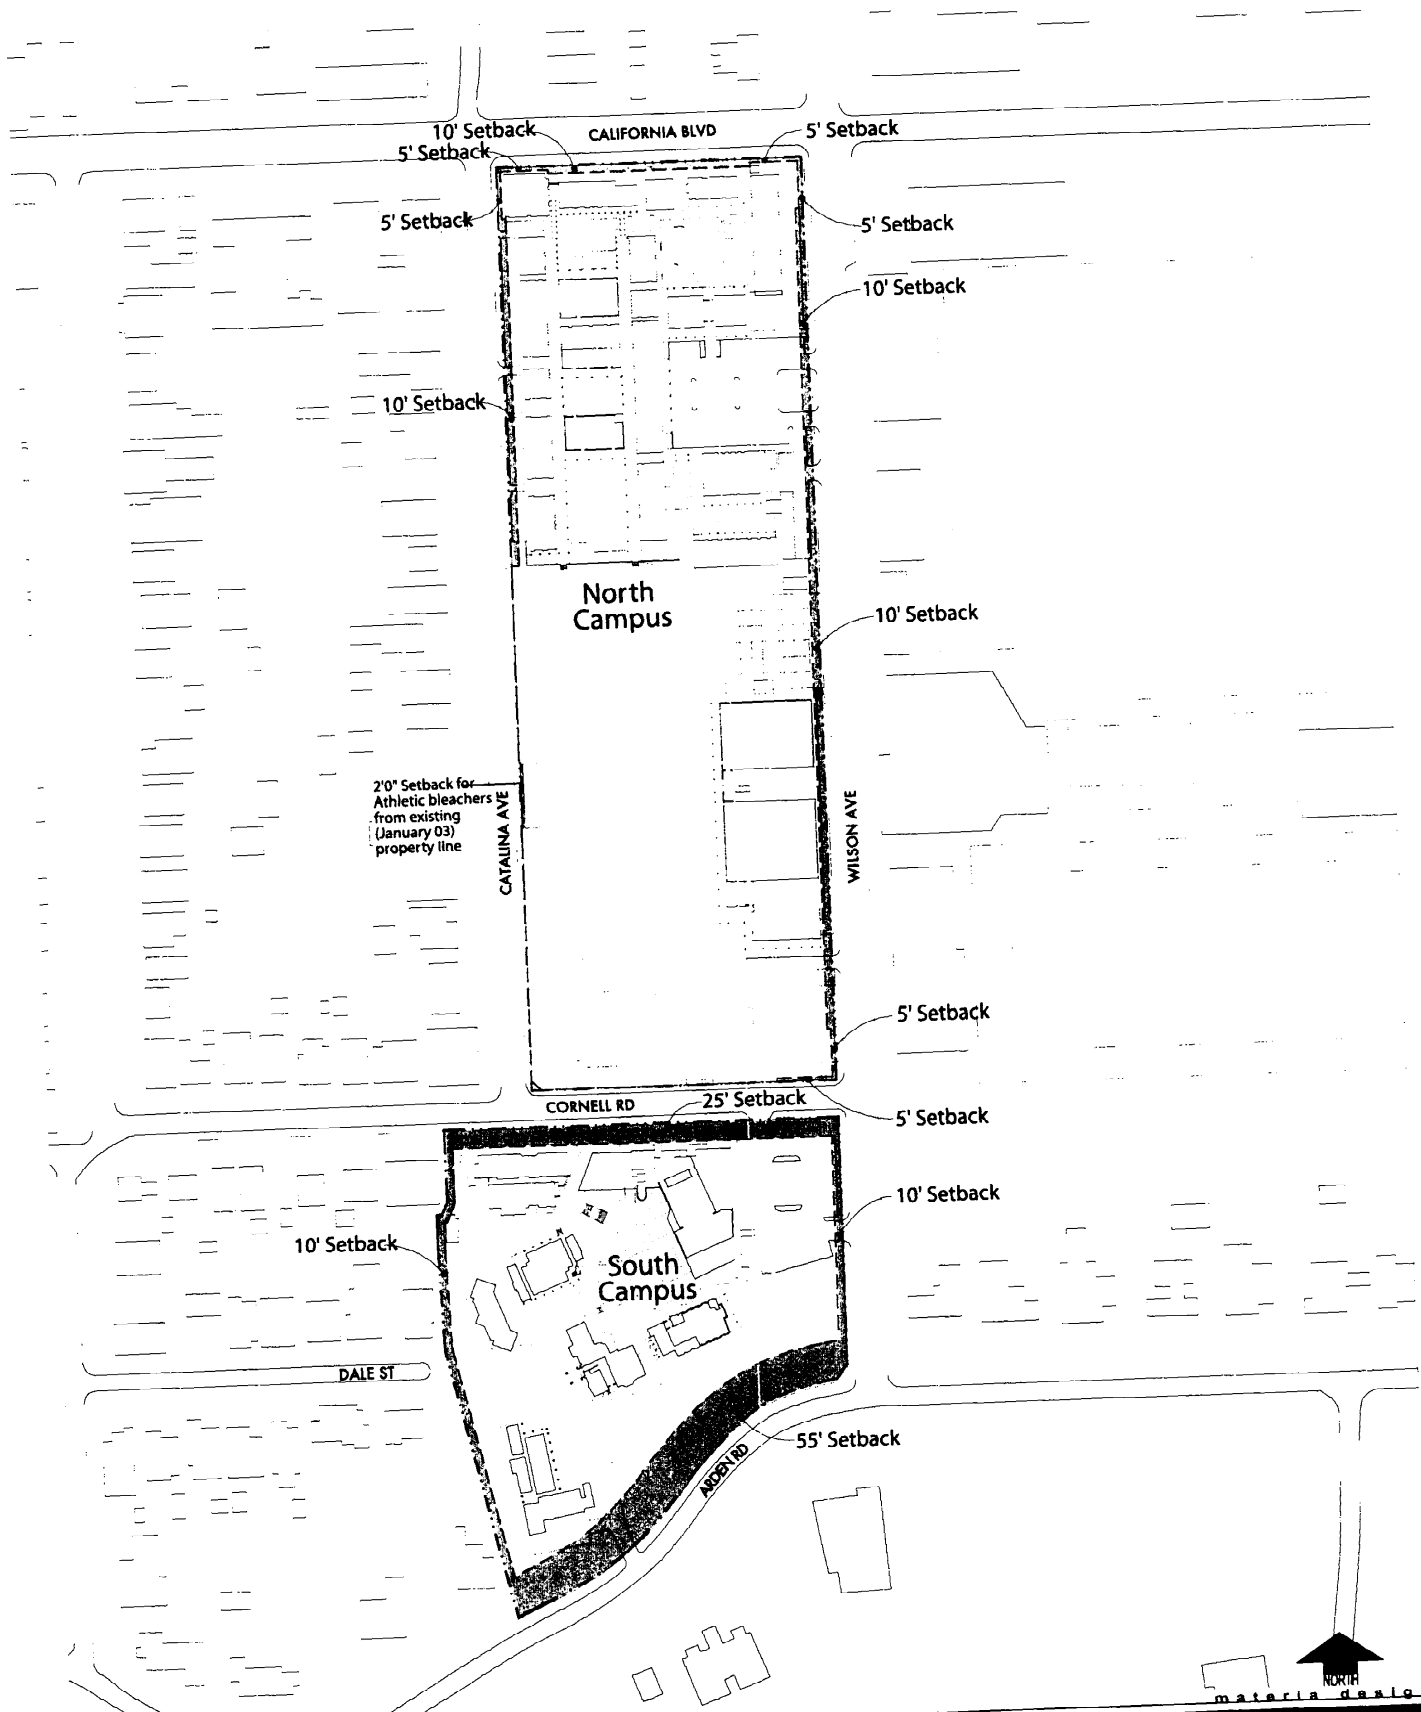 CALIFORNIA BLVD
10' Setback
5' Setback
5' Setback
5' Setback
5' Setback
10' Setback
10' Setback
North
Campus
10' Setback
2'0" Setback for
Athletic bleachers
from existing
(January 03)
property line
CATALINA AVE
WILSON AVE
5' Setback
CORNELL RD
25' Setback
5' Setback
10' Setback
10' Setback
South
Campus
DALE ST
55' Setback
ARDEN RD
NORTH
materia desig